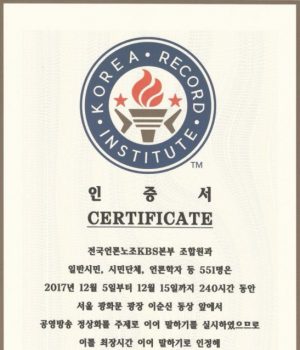 KOREA · RECORD
INSTITUTE
TM
인 증 서
CERTIFICATE
전국언론노조KBS본부 조합원과
일반시민, 시민단체, 언론학자 등 551명은
2017년 12월 5일부터 12월 15일까지 240시간 동안
서울 광화문 광장 이순신 동상 앞에서
공영방송 정상화를 주제로 이어 말하기를 실시하였으므로
이를 최장시간 이어 말하기로 인정해